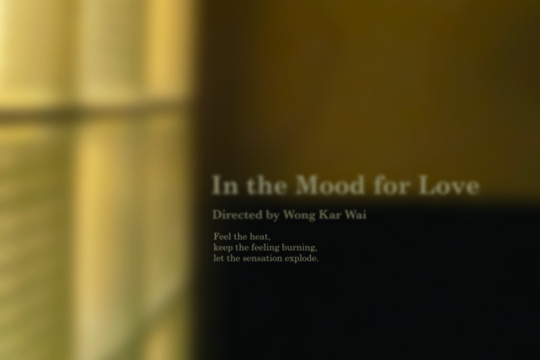 In the Mood for Love
Directed by Wong Kar Wai
Feel the heat,
keep the feeling burning,
let the sensation explode.